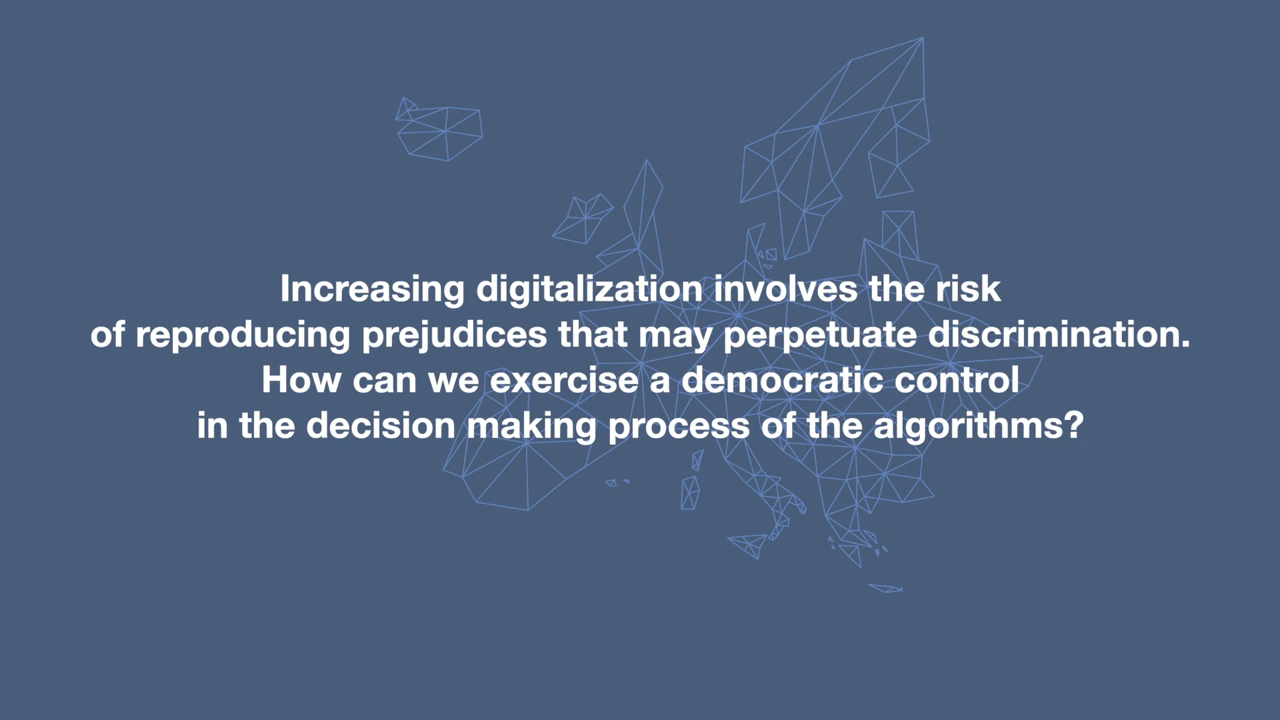 Increasing digitalization involves the risk
of reproducing prejudices that may perpetuate discrimination.
How can we exercise a democratic control
in the decision making process of the algorithms?